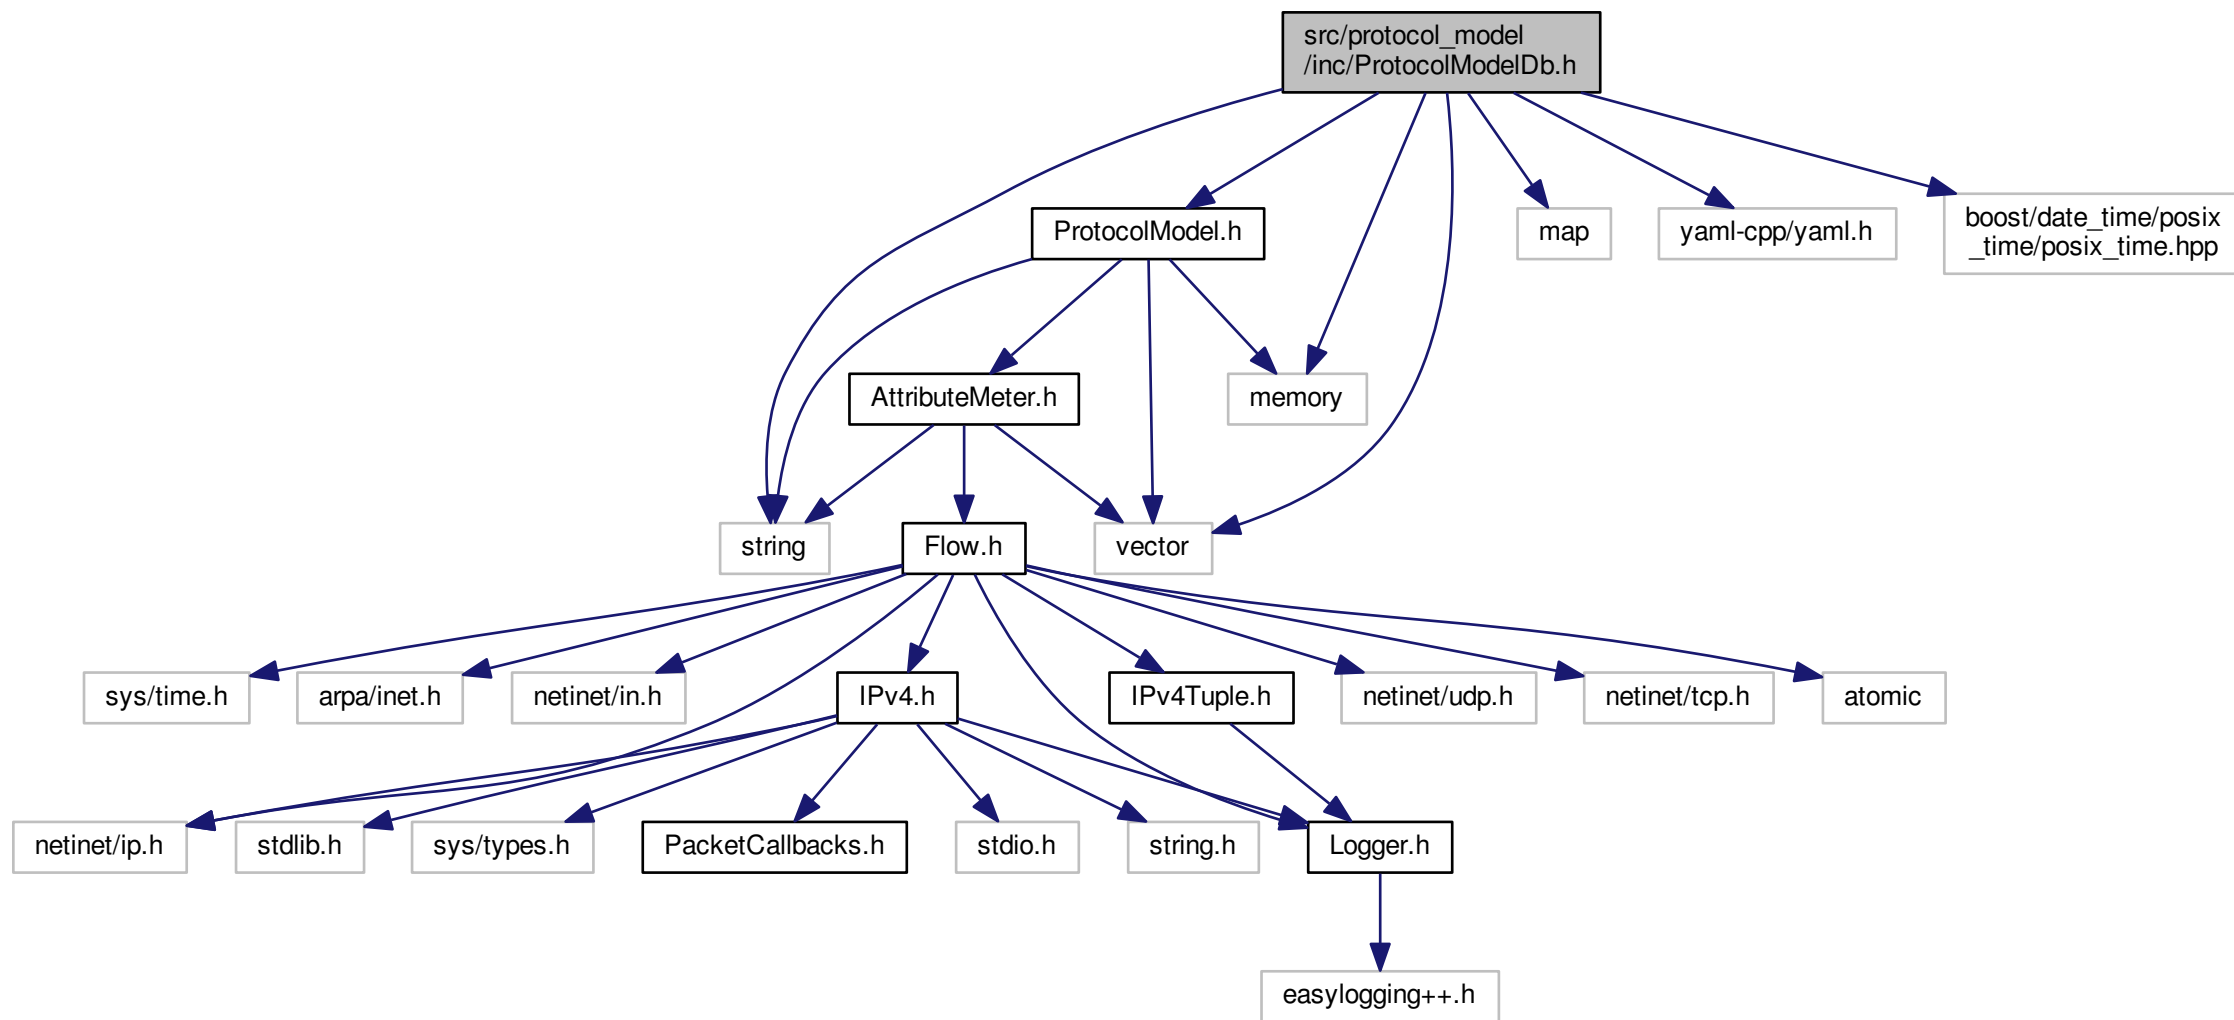 src/protocol_model
/inc/ProtocolModelDb.h
ProtocolModel.h
map
yaml-cpp/yaml.h
boost/date_time/posix
_time/posix_time.hpp
AttributeMeter.h
memory
string
Flow.h
vector
sys/time.h
arpa/inet.h
netinet/in.h
IPv4.h
IPv4Tuple.h
netinet/udp.h
netinet/tcp.h
atomic
netinet/ip.h
stdlib.h
sys/types.h
PacketCallbacks.h
stdio.h
string.h
Logger.h
easylogging++.h